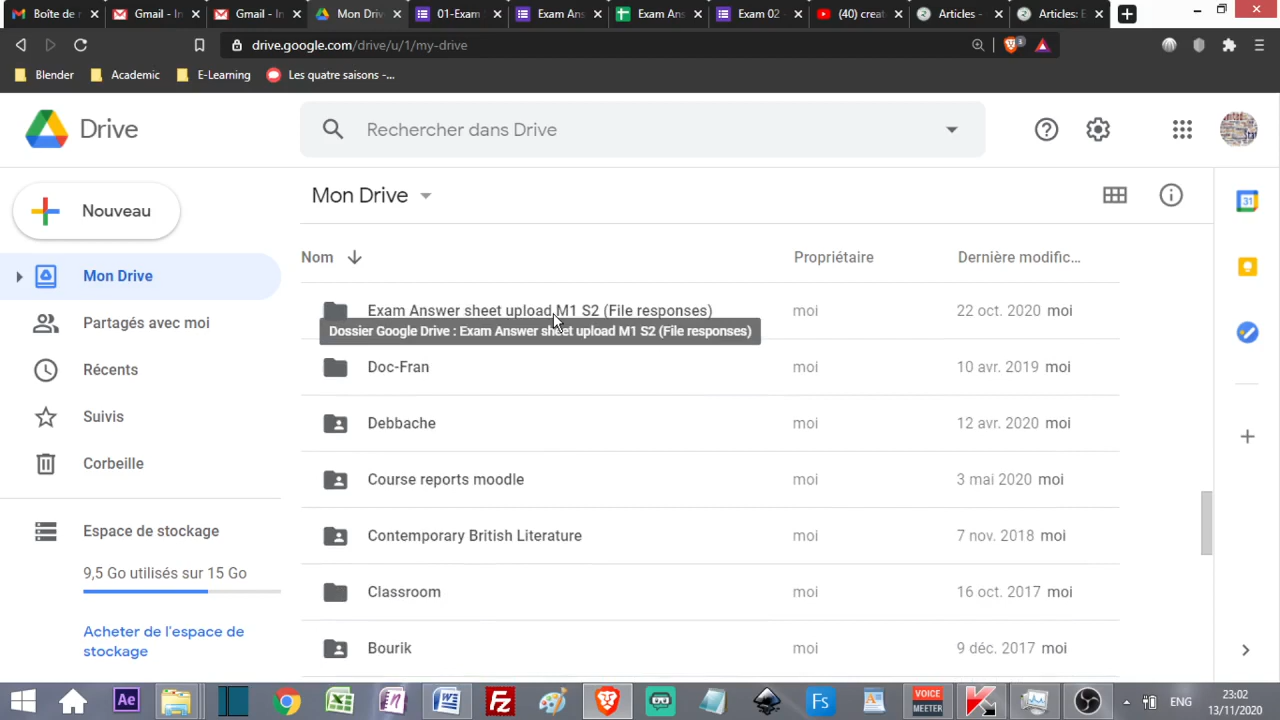 Boîte de r
Gmail - In
Gmail - In
Mon Driv
01-Exam
Exam Ans
Exam Ans
Exam 02
(40) creat
Articles -
Articles: E
drive.google.com/drive/u/1/my-drive
Blender Academic E-Learning Les quatre saisons -...
Drive
Rechercher dans Drive
Nouveau
Mon Drive
Partagés avec moi
Récents
Suivis
Corbeille
Espace de stockage
9,5 Go utilisés sur 15 Go
Acheter de l'espace de
stockage
Mon Drive
Nom Propriétaire Dernière modific...
Exam Answer sheet upload M1 S2 (File responses) moi 22 oct. 2020 moi
Dossier Google Drive : Exam Answer sheet upload M1 S2 (File responses)
Doc-Fran moi 10 avr. 2019 moi
Debbache moi 12 avr. 2020 moi
Course reports moodle moi 3 mai 2020 moi
Contemporary British Literature moi 7 nov. 2018 moi
Classroom moi 16 oct. 2017 moi
Bourik moi 9 déc. 2017 moi
31
Ae
Fs
VOICE
MEETER
ENG
23:02
13/11/2020